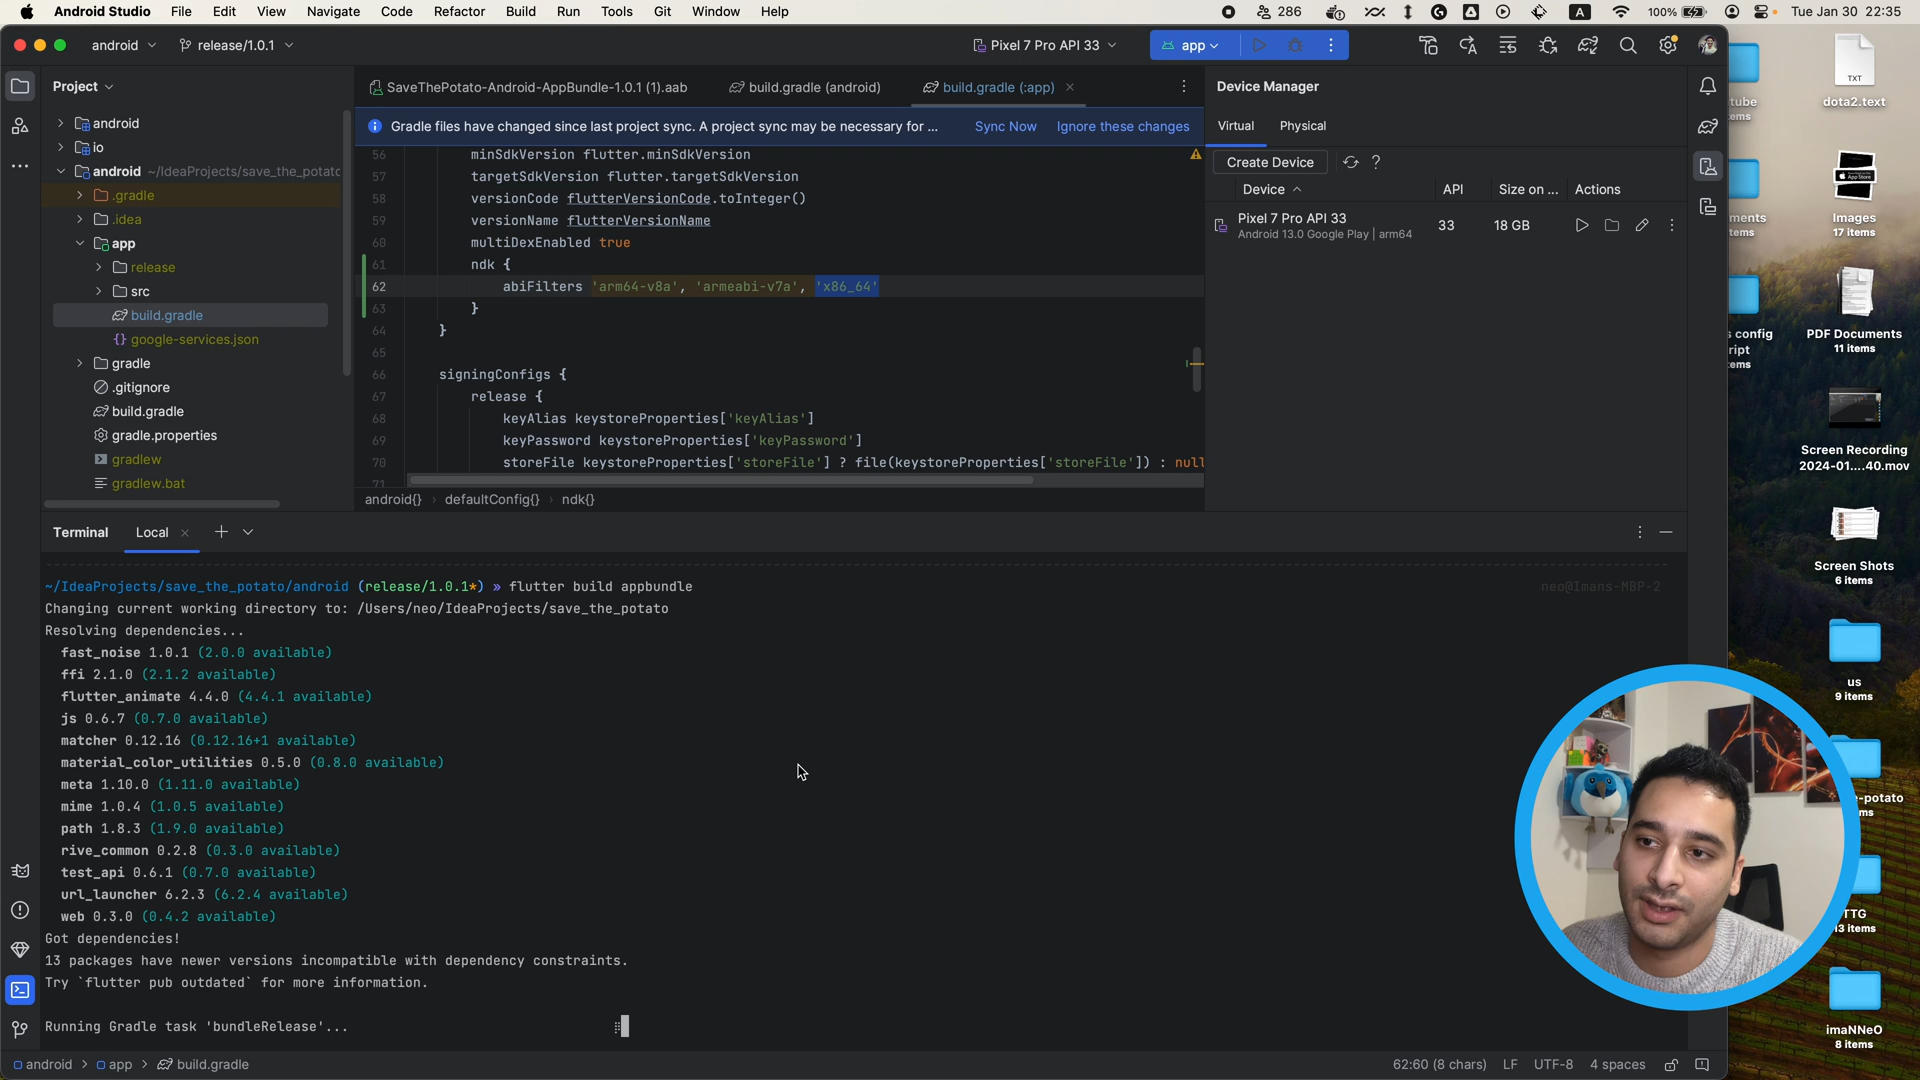 Android Studio File Edit View Navigate Code Refactor Build Run Tools Git Window Help
286 A 100% Tue Jan 30 22:35
android release/1.0.1 Pixel 7 Pro API 33 app
Project
SaveThePotato-Android-AppBundle-1.0.1 (1).aab build.gradle (android) build.gradle (:app)
Gradle files have changed since last project sync. A project sync may be necessary for ... Sync Now Ignore these changes
android
io
android ~/IdeaProjects/save_the_potato
.gradle
.idea
app
release
src
build.gradle
google-services.json
gradle
.gitignore
build.gradle
gradle.properties
gradlew
gradlew.bat
56 minSdkVersion flutter.minSdkVersion
57 targetSdkVersion flutter.targetSdkVersion
58 versionCode flutterVersionCode.toInteger()
59 versionName flutterVersionName
60 multiDexEnabled true
61 ndk {
62 abiFilters 'arm64-v8a', 'armeabi-v7a', 'x86_64'
63 }
64 }
65
66 signingConfigs {
67 release {
68 keyAlias keystoreProperties['keyAlias']
69 keyPassword keystoreProperties['keyPassword']
70 storeFile keystoreProperties['storeFile'] ? file(keystoreProperties['storeFile']) : null
71
android{} › defaultConfig{} › ndk{}
Device Manager
Virtual Physical
Create Device ?
Device API Size on ... Actions
Pixel 7 Pro API 33 33 18 GB
Android 13.0 Google Play | arm64
Terminal Local
~/IdeaProjects/save_the_potato/android (release/1.0.1*) » flutter build appbundle neo@Imans-MBP-2
Changing current working directory to: /Users/neo/IdeaProjects/save_the_potato
Resolving dependencies...
fast_noise 1.0.1 (2.0.0 available)
ffi 2.1.0 (2.1.2 available)
flutter_animate 4.4.0 (4.4.1 available)
js 0.6.7 (0.7.0 available)
matcher 0.12.16 (0.12.16+1 available)
material_color_utilities 0.5.0 (0.8.0 available)
meta 1.10.0 (1.11.0 available)
mime 1.0.4 (1.0.5 available)
path 1.8.3 (1.9.0 available)
rive_common 0.2.8 (0.3.0 available)
test_api 0.6.1 (0.7.0 available)
url_launcher 6.2.3 (6.2.4 available)
web 0.3.0 (0.4.2 available)
Got dependencies!
13 packages have newer versions incompatible with dependency constraints.
Try `flutter pub outdated` for more information.
Running Gradle task 'bundleRelease'...
android › app › build.gradle
62:60 (8 chars) LF UTF-8 4 spaces
TXT
dota2.text
App Store
Images
17 items
PDF Documents
11 items
Screen Recording
2024-01....40.mov
Screen Shots
6 items
us
9 items
e-potato
TTG
13 items
imaNNeO
8 items
tube
ems
ments
tems
s config
ript
ems